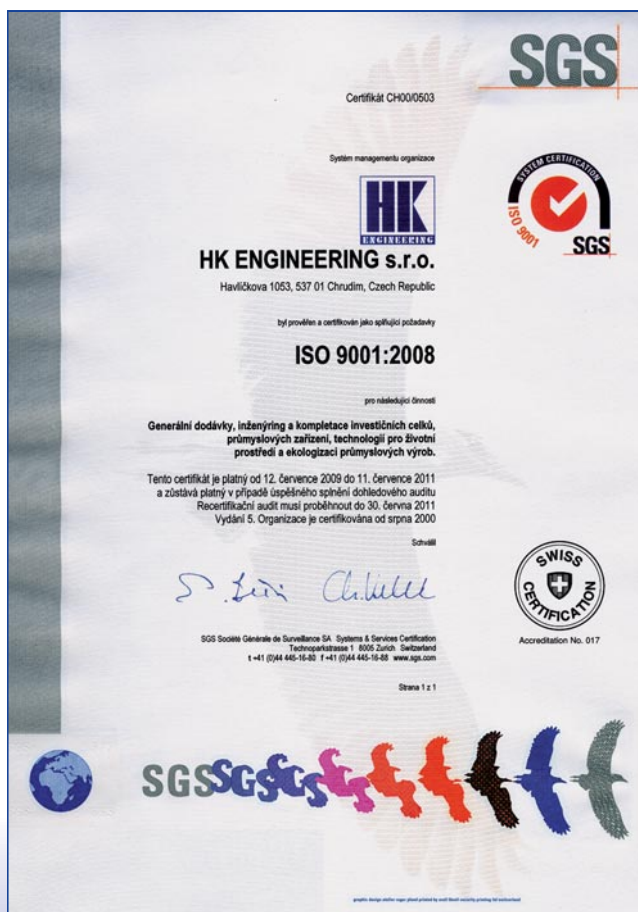 SGS
Certifikát CH00/0503
Systém managementu organizace
HK
ENGINEERING
SYSTEM CERTIFICATION
ISO 9001
SGS
HK ENGINEERING s.r.o.
Havlíčkova 1053, 537 01 Chrudim, Czech Republic
byl prověřen a certifikován jako splňující požadavky
ISO 9001:2008
pro následující činnosti
Generální dodávky, inženýring a kompletace investičních celků,
průmyslových zařízení, technologií pro životní
prostředí a ekologizaci průmyslových výrob.
Tento certifikát je platný od 12. července 2009 do 11. července 2011
a zůstává platný v případě úspěšného splnění dohledového auditu
Recertifikační audit musí proběhnout do 30. června 2011
Vydání 5. Organizace je certifikována od srpna 2000
Schválil
SWISS
CERTIFICATION
Accreditation No. 017
SGS Société Générale de Surveillance SA Systems & Services Certification
Technoparkstrasse 1 8005 Zurich Switzerland
t +41 (0)44 445-16-80 f +41 (0)44 445-16-88 www.sgs.com
Strana 1 z 1
SGS SGS SGS SGS